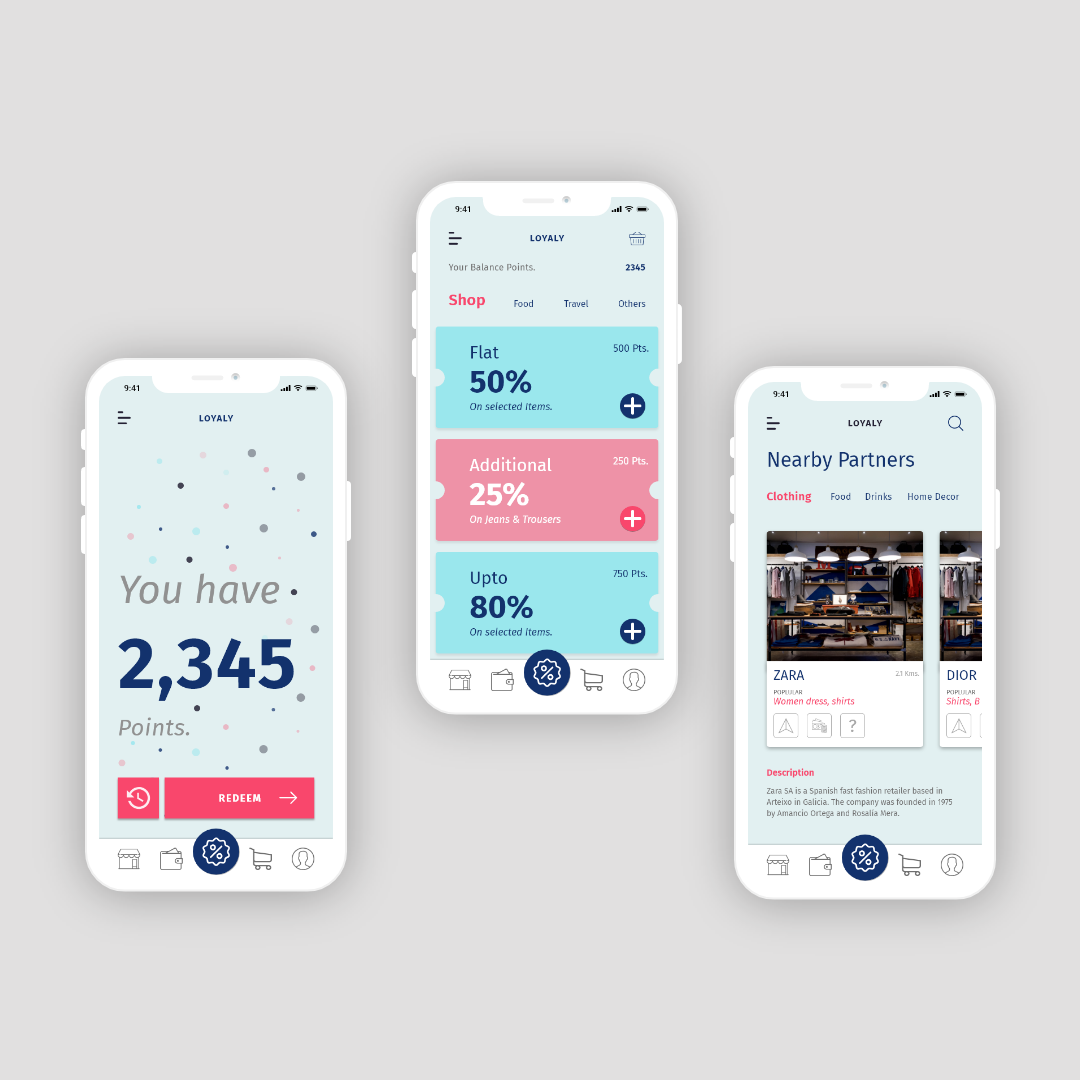 9:41
LOYALY
You have
2,345
Points.
REDEEM
9:41
LOYALY
Your Balance Points. 2345
Shop Food Travel Others
Flat 500 Pts.
50%
On selected Items.
Additional 250 Pts.
25%
On Jeans & Trousers
Upto 750 Pts.
80%
On selected Items.
9:41
LOYALY
Nearby Partners
Clothing Food Drinks Home Decor
ZARA 2.1 Kms. DIOR
POPLULAR POPLULAR
Women dress, shirts Shirts, B
?
Description
Zara SA is a Spanish fast fashion retailer based in
Arteixo in Galicia. The company was founded in 1975
by Amancio Ortega and Rosalía Mera.